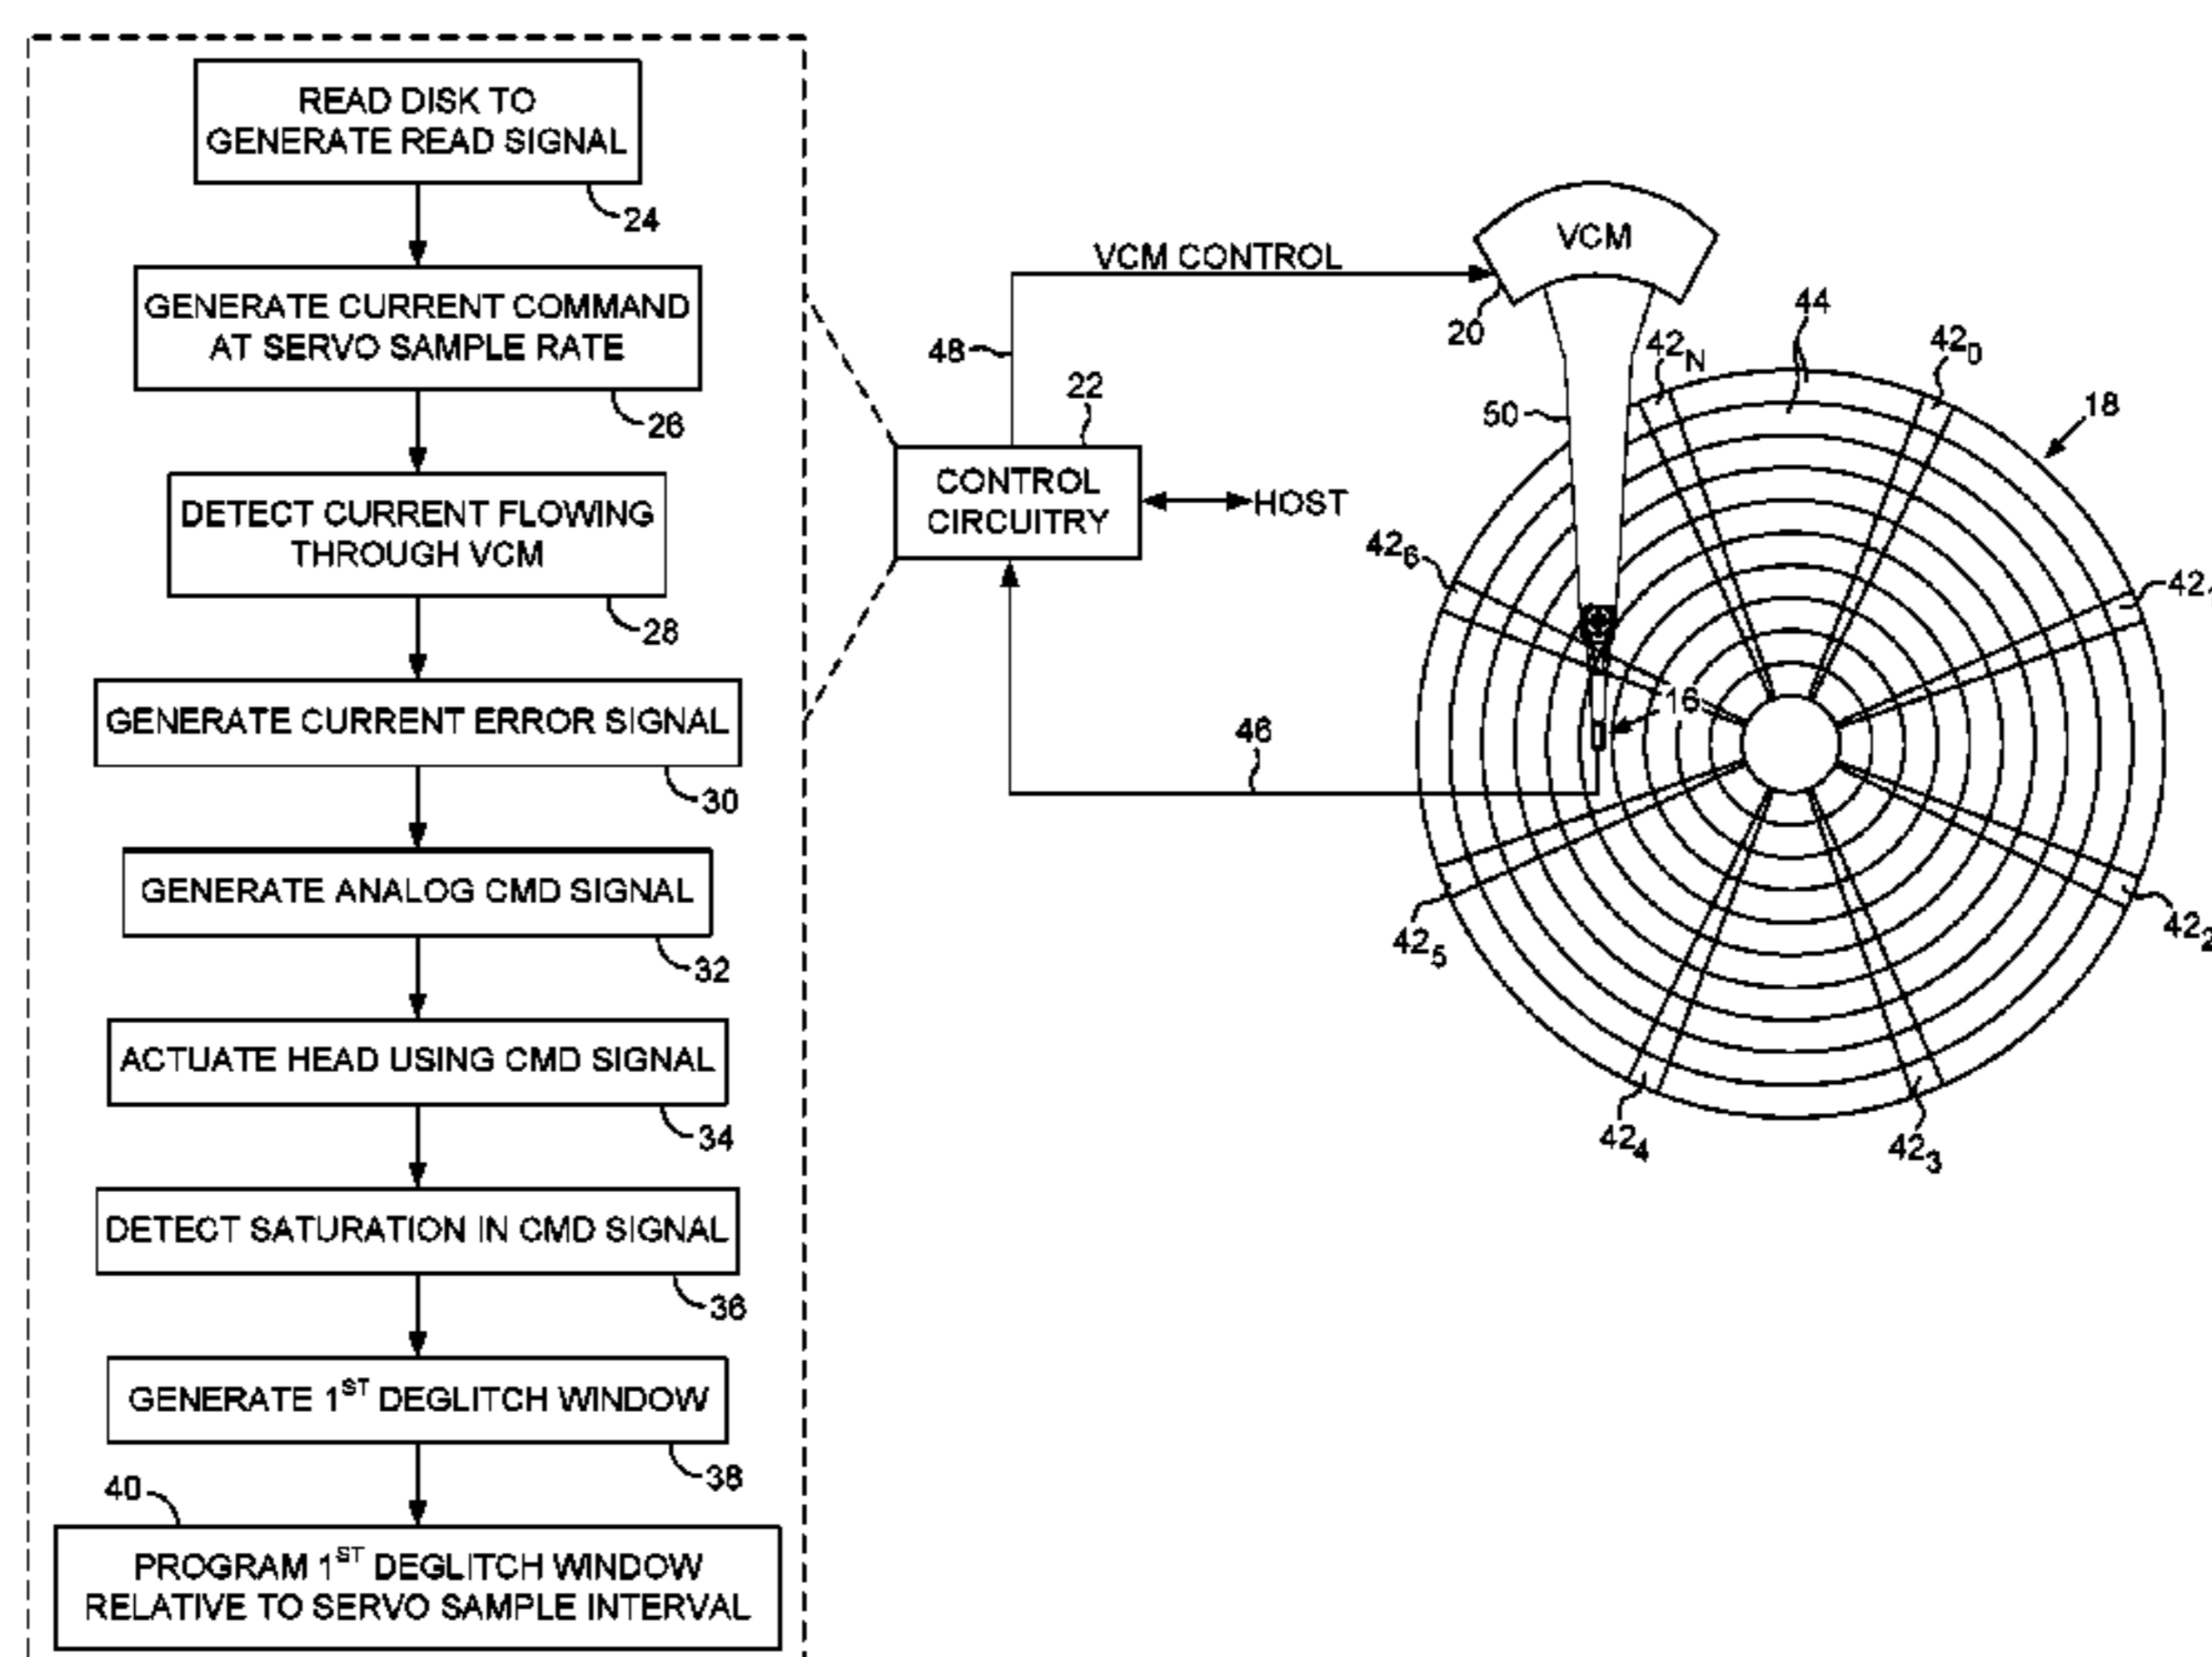 READ DISK TO
GENERATE READ SIGNAL
24
GENERATE CURRENT COMMAND
AT SERVO SAMPLE RATE
26
DETECT CURRENT FLOWING
THROUGH VCM
28
GENERATE CURRENT ERROR SIGNAL
30
GENERATE ANALOG CMD SIGNAL
32
ACTUATE HEAD USING CMD SIGNAL
34
DETECT SATURATION IN CMD SIGNAL
36
GENERATE 1ST DEGLITCH WINDOW
38
40
PROGRAM 1ST DEGLITCH WINDOW
RELATIVE TO SERVO SAMPLE INTERVAL
VCM CONTROL
48
22
CONTROL
CIRCUITRY
HOST
46
VCM
20
50
44
42N
420
18
421
426
16
422
425
424
423